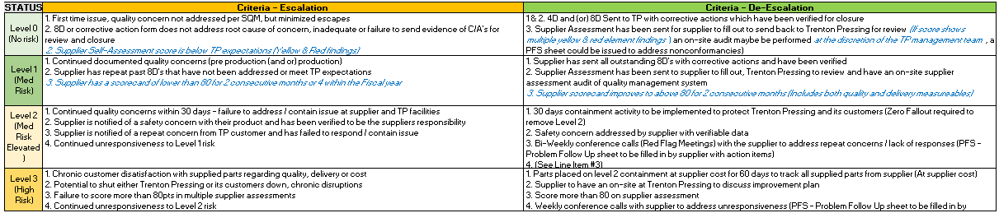 STATUS
Criteria - Escalation
Criteria - De-Escalation
Level 0
(No risk)
1. First time issue, quality concern not addressed per SQM, but minimized escapes
2. 8D or corrective action form does not address root cause of concern, inadequate or failure to send evidence of C/A's for
review and closure
2. Supplier Self-Assessment score is below TP expectations (Yellow & Red findings)
1& 2. 4D and (or) 8D Sent to TP with corrective actions which have been verified for closure
3. Supplier Assessment has been sent for supplier to fill out to send back to Trenton Pressing for review (If score shows
multiple yellow & red element findings ) an on-site audit maybe be performed at the discretion of the TP management team , a
PFS sheet could be issued to address nonconformancies)
Level 1
(Med
Risk)
1. Continued documented quality concerns (pre production (and or) production)
2. Supplier has repeat past 8D's that have not been addressed or meet TP expectations
3. Supplier has a scorecard of lower than 80 for 2 consecutive months or 4 within the Fiscal year
1. Supplier has sent all outstanding 8D's with corrective actions and have been verified
2. Supplier Assessment has been sent to supplier to fill out, Trenton Pressing to review and have an on-site supplier
assessment audit of quality management system
3. Supplier scorecard improves to above 80 for 2 consecutive months (Includes both quality and delivery measureables)
Level 2
(Med
Risk
Elevated
)
1. Continued quality concerns within 30 days - failure to address / contain issue at supplier and TP facilities
2. Supplier is notified of a safety concern with their product and has been verified to be the suppliers responsibility
3. Supplier is notified of a repeat concern from TP customer and has failed to respond / contain issue
4. Continued unresponsiveness to Level 1 risk
1. 30 days containment activity to be implemented to protect Trenton Pressing and its customers (Zero Fallout required to
remove Level 2)
2. Safety concern addressed by supplier with verifiable data
3. Bi-Weekly conference calls (Red Flag Meetings) with the supplier to address repeat concerns / lack of responses (PFS -
Problem Follow Up sheet to be filled in by supplier with action items)
4. (See Line Item #3)
Level 3
(High
Risk)
1. Chronic customer disatisfaction with supplied parts regarding quality, delivery or cost
2. Potential to shut either Trenton Pressing or its customers down, chronic disruptions
3. Failure to score more than 80pts in multiple supplier assessments
4. Continued unresponsiveness to Level 2 risk
1. Parts placed on level 2 containment at supplier cost for 60 days to track all supplied parts from supplier (At supplier cost)
2. Supplier to have an on-site at Trenton Pressing to discuss improvement plan
3. Score more than 80 on supplier assessment
4. Weekly conference calls with supplier to address unresponsiveness (PFS - Problem Follow Up sheet to be filled in by